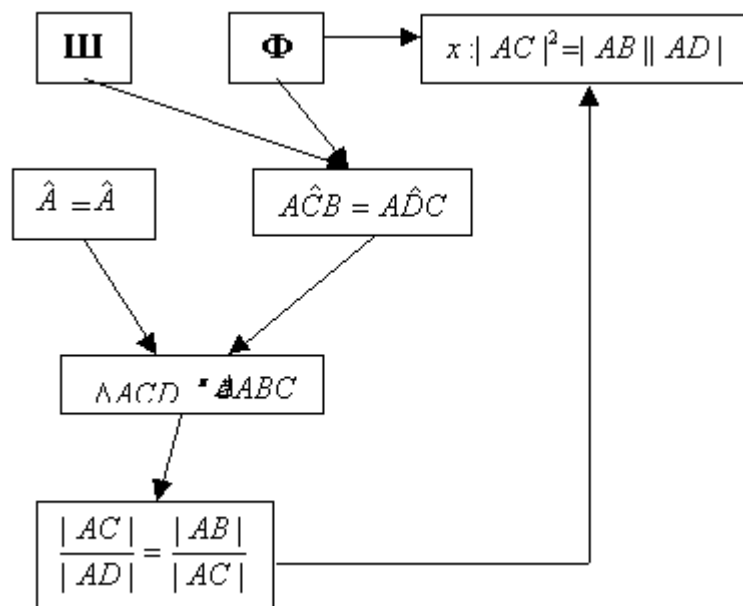 Ш Ф x:| AC |²=| AB || AD |
Â = Â AĈB = AD̂C
ΔACD ΔABC
| AC | / | AD | = | AB | / | AC |